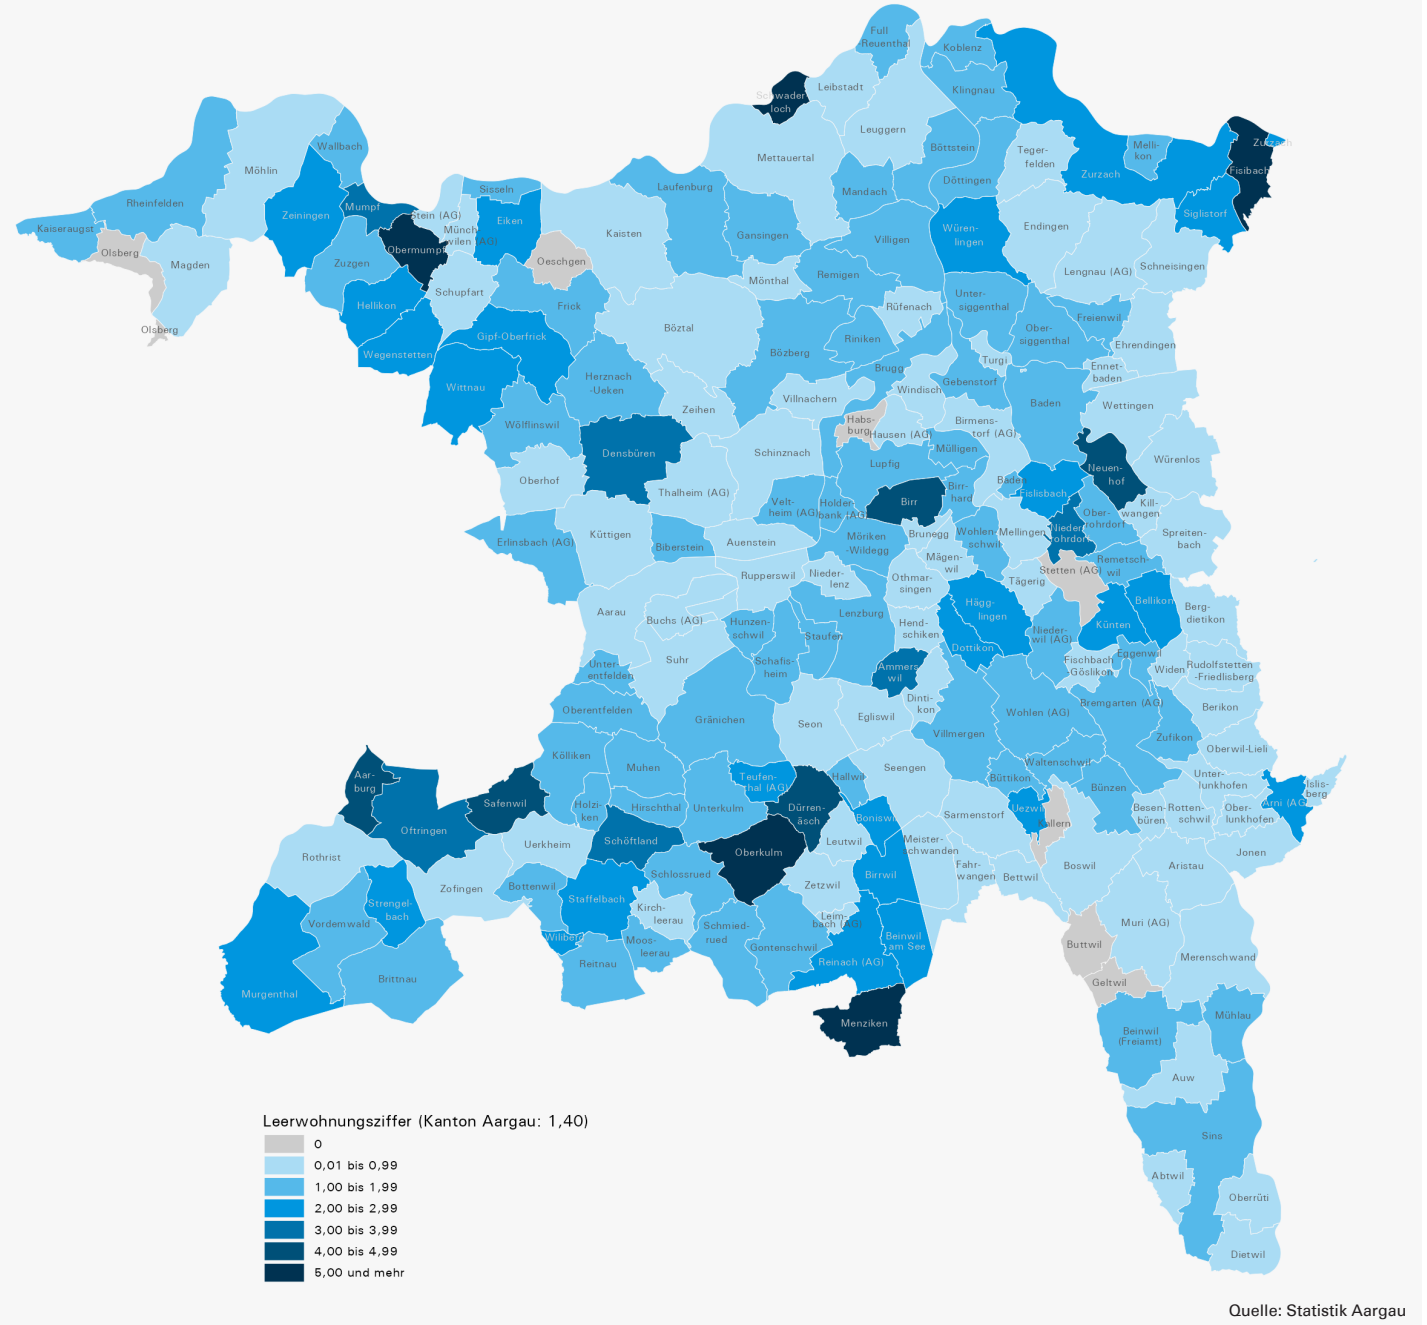 Full
Reuenthal
Koblenz
Leibstadt
Klingnau
Schwader
loch
Leuggern
Böttstein
Melli-
kon
Zurzach
Wallbach
Möhlin
Mettauertal
Teger-
felden
Zurzach
Fisibach
Döttingen
Mandach
Laufenburg
Sisseln
Rheinfelden
Mumpf
Stein (AG)
Zeiningen
Eiken
Siglistorf
Kaiseraugst
Münch
wilen (AG)
Kaisten
Gansingen
Villigen
Würen-
lingen
Endingen
Olsberg
Obermumpf
Oeschgen
Magden
Zuzgen
Schneisingen
Lengnau (AG)
Remigen
Mönthal
Schupfart
Hellikon
Frick
Rüfenach
Unter-
siggenthal
Freienwil
Olsberg
Böztal
Gipf-Oberfrick
Riniken
Ober-
siggenthal
Ehrendingen
Wegenstetten
Bözberg
Turgi
Brugg
Ennet-
baden
Herznach
-Ueken
Gebenstorf
Wittnau
Windisch
Villnachern
Baden
Wettingen
Zeihen
Wölflinswil
Habs-
burg
Hausen (AG)
Birmens-
torf (AG)
Densbüren
Schinznach
Mülligen
Lupfig
Würenlos
Neuen-
hof
Oberhof
Thalheim (AG)
Baden
Fislisbach
Birr-
hard
Birr
Velt-
heim (AG)
Holder-
bank (AG)
Kill-
wangen
Ober-
rohrdorf
Nieder
rohrdorf
Küttigen
Erlinsbach (AG)
Biberstein
Auenstein
Möriken
-Wildegg
Brunegg
Wohlen-
schwil
Mellingen
Spreiten-
bach
Remetsch-
wil
Mägen-
wil
Stetten (AG)
Rupperswil
Nieder-
lenz
Othmar-
singen
Tägerig
Bellikon
Aarau
Buchs (AG)
Lenzburg
Hägg-
lingen
Berg-
dietikon
Hunzen-
schwil
Staufen
Hend-
schiken
Nieder-
wil (AG)
Künten
Dottikon
Eggenwil
Suhr
Schafis-
heim
Ammers
wil
Fischbach
-Göslikon
Widen
Rudolfstetten
-Friedlisberg
Unter-
entfelden
Dinti-
kon
Oberentfelden
Gränichen
Seon
Egliswil
Wohlen (AG)
Bremgarten (AG)
Berikon
Villmergen
Zufikon
Oberwil-Lieli
Kölliken
Muhen
Seengen
Waltenschwil
Hallwil
Büttikon
Aar-
burg
Teufen-
thal (AG)
Bünzen
Unter-
lunkhofen
Islis-
berg
Safenwil
Holzi-
ken
Hirschthal
Unterkulm
Dürren-
äsch
Boniswil
Sarmenstorf
Uezwil
Kallern
Besen-
büren
Rotten-
schwil
Ober-
lunkhofen
Arni (AG)
Oftringen
Uerkheim
Schöftland
Oberkulm
Leutwil
Meister-
schwanden
Jonen
Rothrist
Schlossrued
Birrwil
Fahr-
wangen
Bettwil
Boswil
Aristau
Zofingen
Bottenwil
Staffelbach
Zetzwil
Strengel-
bach
Kirch-
leerau
Leim-
bach (AG)
Muri (AG)
Vordemwald
Wiliberg
Moos-
leerau
Schmied-
rued
Gontenschwil
Beinwil
am See
Buttwil
Merenschwand
Reitnau
Reinach (AG)
Brittnau
Geltwil
Murgenthal
Menziken
Mühlau
Beinwil
(Freiamt)
Auw
Sins
Abtwil
Oberrüti
Dietwil
Leerwohnungsziffer (Kanton Aargau: 1,40)
0
0,01 bis 0,99
1,00 bis 1,99
2,00 bis 2,99
3,00 bis 3,99
4,00 bis 4,99
5,00 und mehr
Quelle: Statistik Aargau